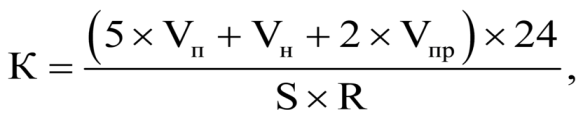 К = (5 × Vп + Vн + 2 × Vпр) × 24 / S × R,